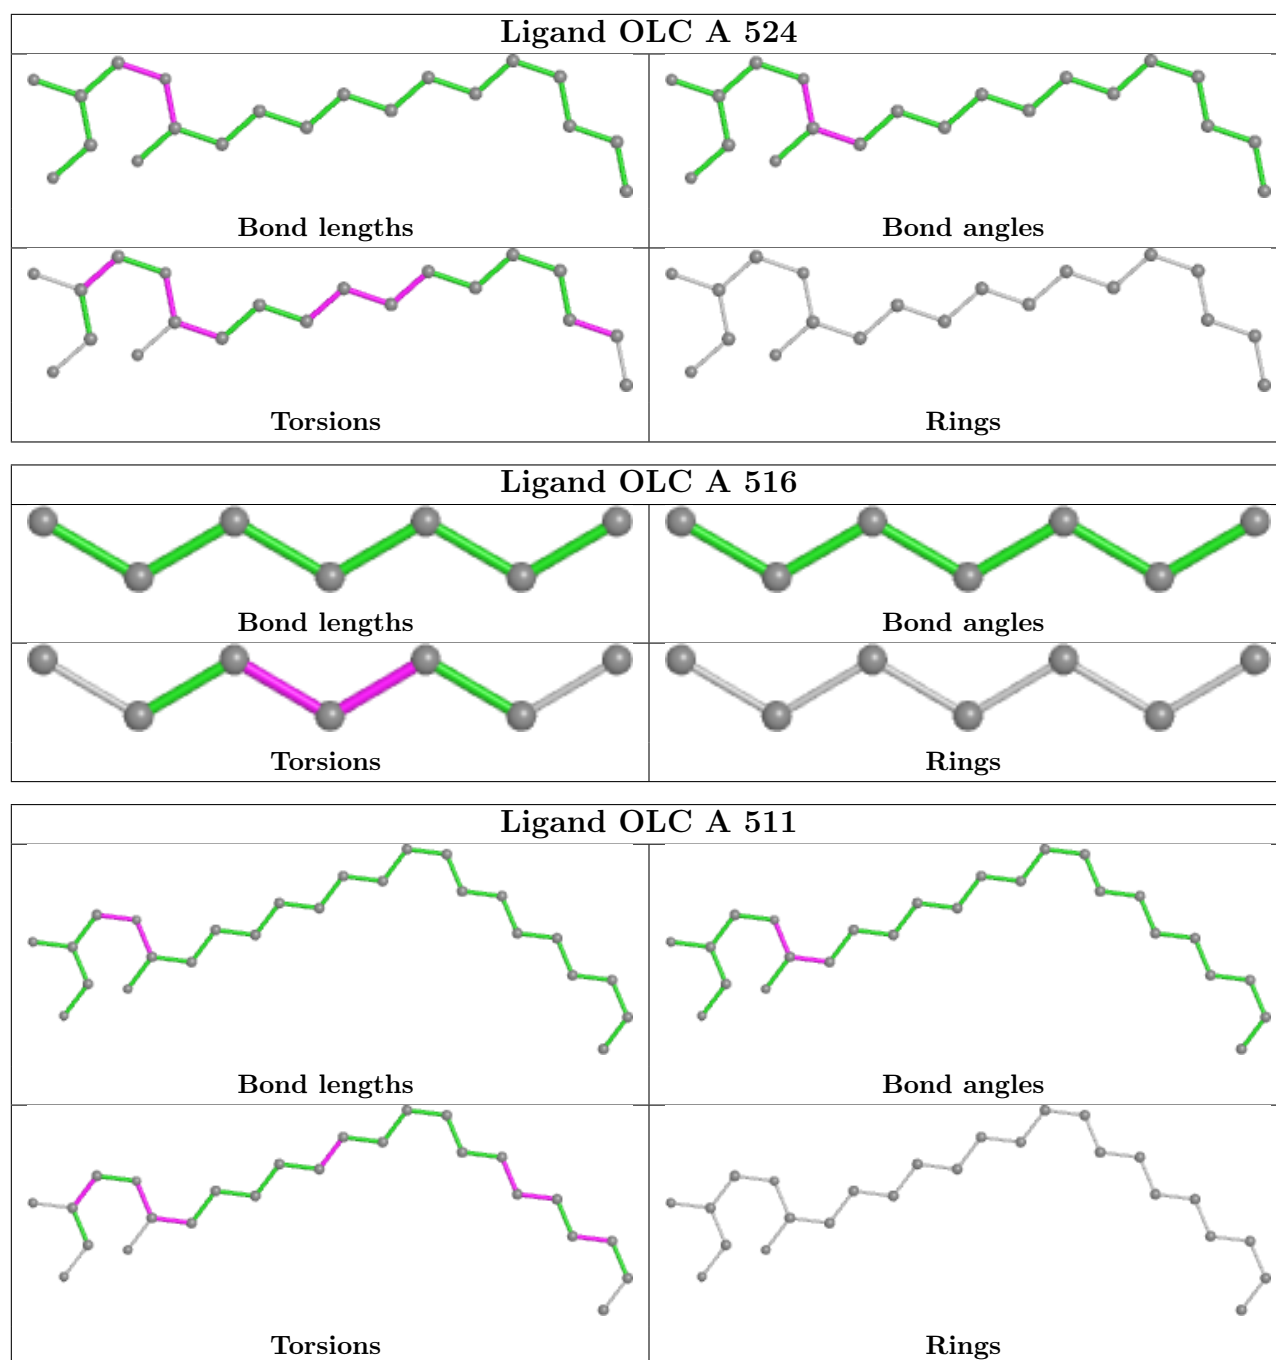 Ligand OLC A 524
Bond lengths
Bond angles
Torsions
Rings
Ligand OLC A 516
Bond lengths
Bond angles
Torsions
Rings
Ligand OLC A 511
Bond lengths
Bond angles
Torsions
Rings